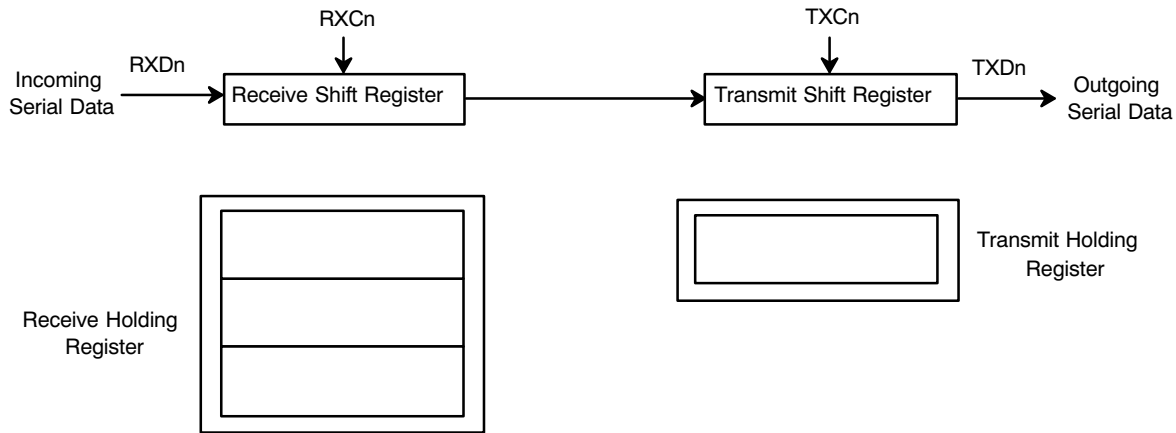 RXCn
TXCn
RXDn
TXDn
Incoming
Serial Data
Receive Shift Register
Transmit Shift Register
Outgoing
Serial Data
Transmit Holding
Register
Receive Holding
Register